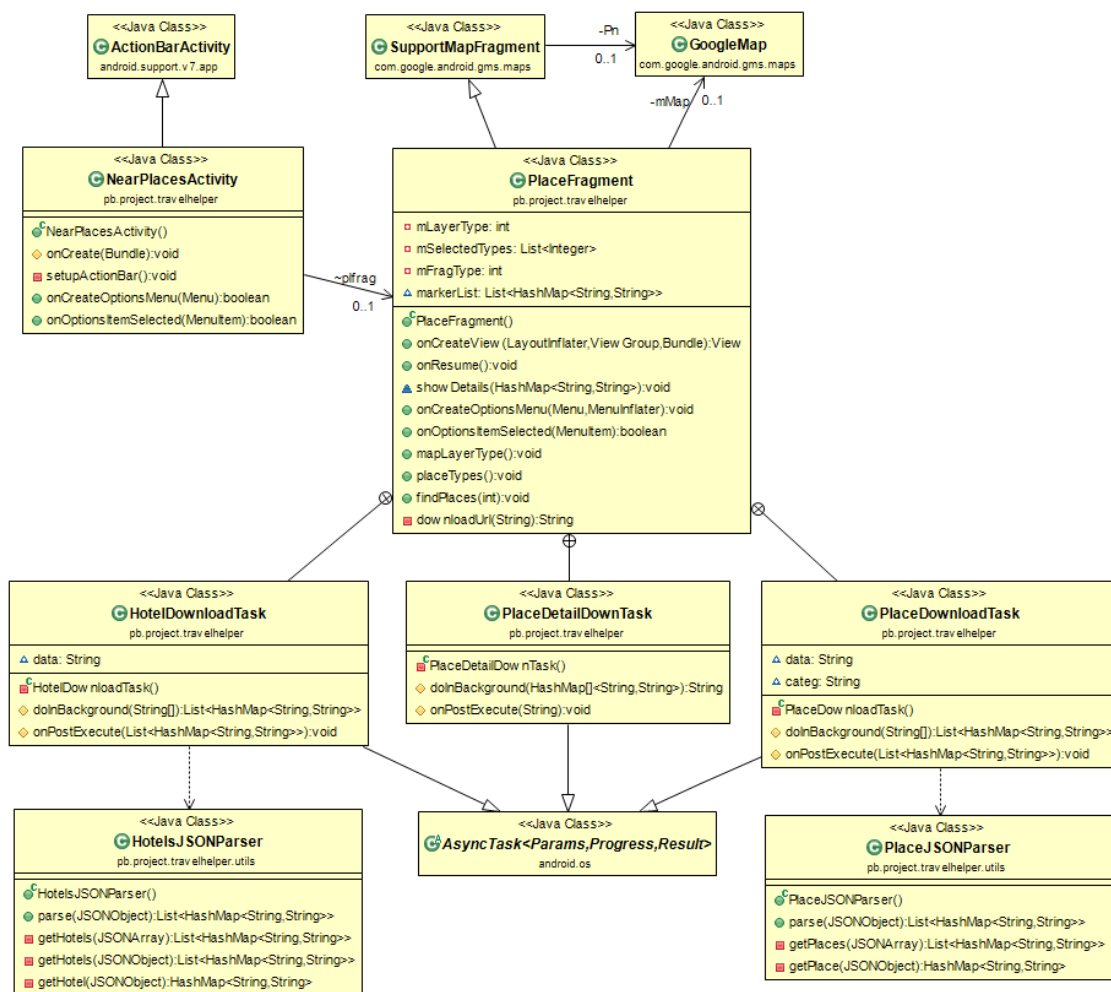 <<Java Class>>
ActionBarActivity
android.support.v7.app
<<Java Class>>
SupportMapFragment
com.google.android.gms.maps
-Pn
0..1
<<Java Class>>
GoogleMap
com.google.android.gms.maps
-mMap
0..1
<<Java Class>>
NearPlacesActivity
pb.project.travelhelper
NearPlacesActivity()
onCreate(Bundle):void
setupActionBar():void
onCreateOptionsMenu(Menu):boolean
onOptionsItemSelected(MenuItem):boolean
~plfrag
0..1
<<Java Class>>
PlaceFragment
pb.project.travelhelper
mLayerType: int
mSelectedTypes: List<Integer>
mFragType: int
markerList: List<HashMap<String,String>>
PlaceFragment()
onCreateView(LayoutInflater,ViewGroup,Bundle):View
onResume():void
showDetails(HashMap<String,String>):void
onCreateOptionsMenu(Menu,MenuInflater):void
onOptionsItemSelected(MenuItem):boolean
mapLayerType():void
placeTypes():void
findPlaces(int):void
downloadUrl(String):String
<<Java Class>>
HotelDownloadTask
pb.project.travelhelper
data: String
HotelDownloadTask()
doInBackground(String[]):List<HashMap<String,String>>
onPostExecute(List<HashMap<String,String>>):void
<<Java Class>>
PlaceDetailDownTask
pb.project.travelhelper
PlaceDetailDownTask()
doInBackground(HashMap[]<String,String>):String
onPostExecute(String):void
<<Java Class>>
PlaceDownloadTask
pb.project.travelhelper
data: String
categ: String
PlaceDownloadTask()
doInBackground(String[]):List<HashMap<String,String>>
onPostExecute(List<HashMap<String,String>>):void
<<Java Class>>
HotelsJSONParser
pb.project.travelhelper.utils
HotelsJSONParser()
parse(JSONObject):List<HashMap<String,String>>
getHotels(JSONArray):List<HashMap<String,String>>
getHotels(JSONObject):List<HashMap<String,String>>
getHotel(JSONObject):HashMap<String,String>
<<Java Class>>
AsyncTask<Params,Progress,Result>
android.os
<<Java Class>>
PlaceJSONParser
pb.project.travelhelper.utils
PlaceJSONParser()
parse(JSONObject):List<HashMap<String,String>>
getPlaces(JSONArray):List<HashMap<String,String>>
getPlace(JSONObject):HashMap<String,String>